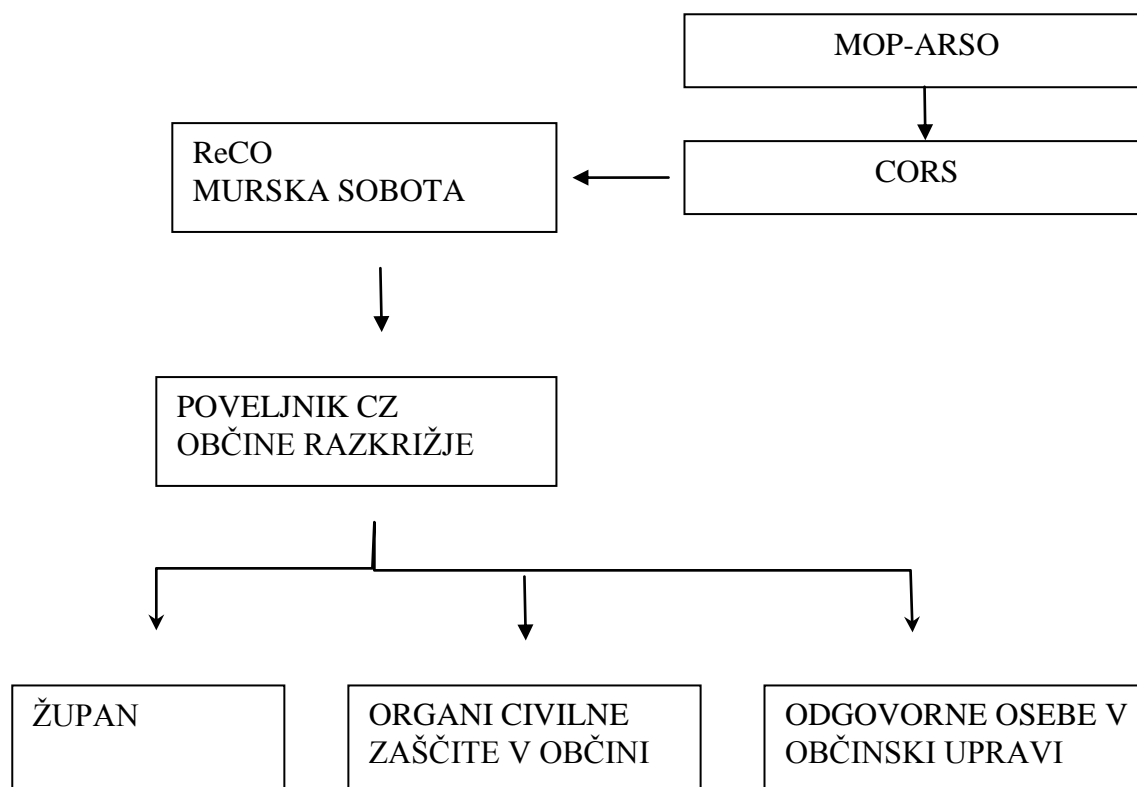 MOP-ARSO
CORS
ReCO
MURSKA SOBOTA
POVELJNIK CZ
OBČINE RAZKRIŽJE
ŽUPAN
ORGANI CIVILNE
ZAŠČITE V OBČINI
ODGOVORNE OSEBE V
OBČINSKI UPRAVI